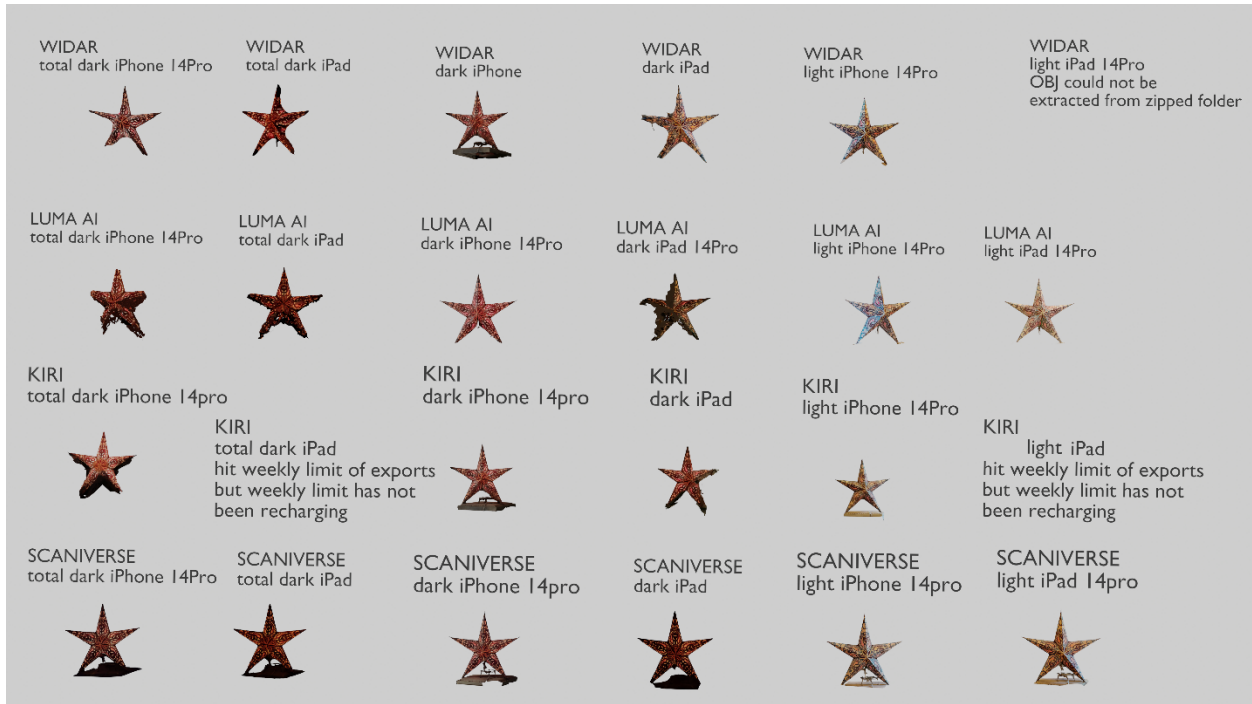 WIDAR
total dark iPhone 14Pro
WIDAR
total dark iPad
WIDAR
dark iPhone
WIDAR
dark iPad
WIDAR
light iPhone 14Pro
WIDAR
light iPad 14Pro
OBJ could not be
extracted from zipped folder
LUMA AI
total dark iPhone 14Pro
LUMA AI
total dark iPad
LUMA AI
dark iPhone 14Pro
LUMA AI
dark iPad 14Pro
LUMA AI
light iPhone 14Pro
LUMA AI
light iPad 14Pro
KIRI
total dark iPhone 14pro
KIRI
total dark iPad
hit weekly limit of exports
but weekly limit has not
been recharging
KIRI
dark iPhone 14pro
KIRI
dark iPad
KIRI
light iPhone 14Pro
KIRI
light iPad
hit weekly limit of exports
but weekly limit has not
been recharging
SCANIVERSE
total dark iPhone 14Pro
SCANIVERSE
total dark iPad
SCANIVERSE
dark iPhone 14pro
SCANIVERSE
dark iPad
SCANIVERSE
light iPhone 14Pro
SCANIVERSE
light iPad 14pro